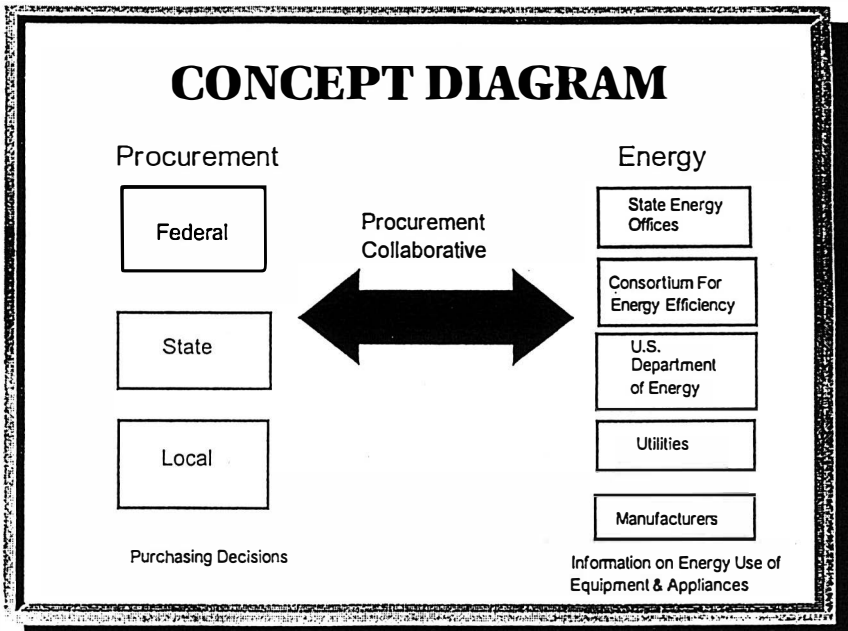 CONCEPT DIAGRAM
Procurement
Federal
State
Local
Purchasing Decisions
Procurement
Collaborative
Energy
State Energy
Offices
Consortium For
Energy Efficiency
U.S.
Department
of Energy
Utilities
Manufacturers
Information on Energy Use of
Equipment & Appliances